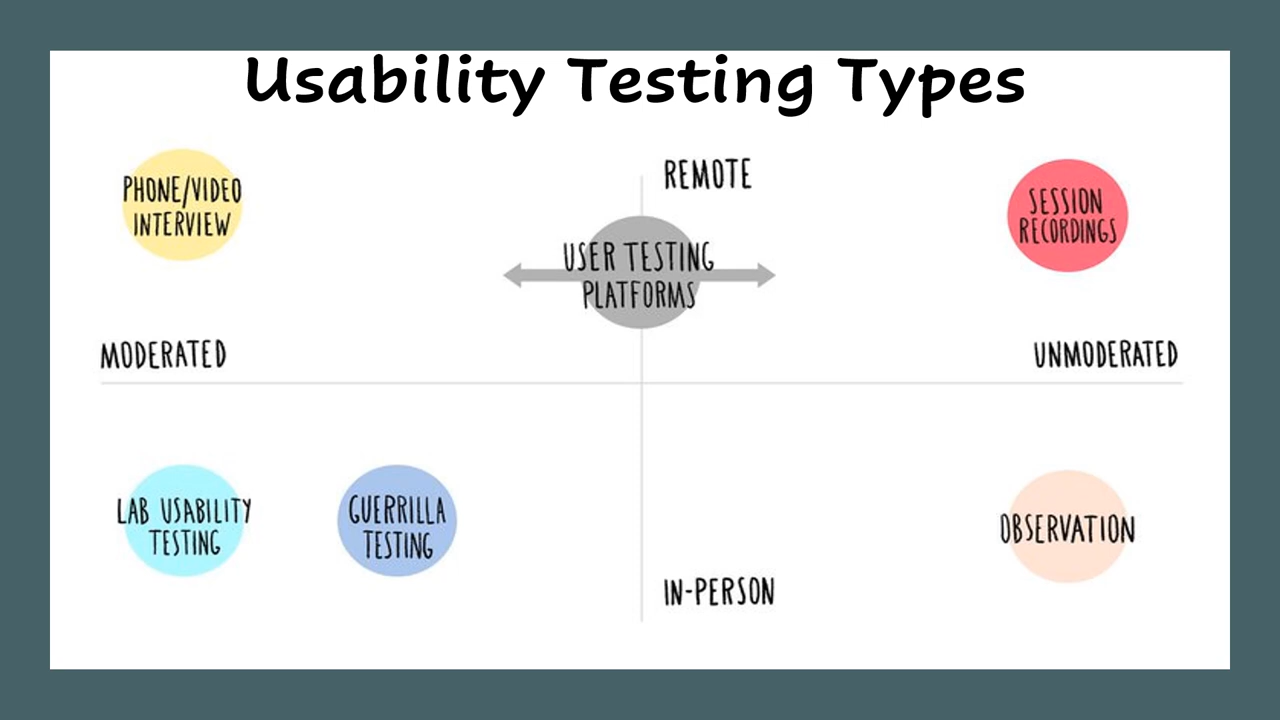 Usability Testing Types
REMOTE
PHONE/VIDEO
INTERVIEW
USER TESTING
PLATFORMS
SESSION
RECORDINGS
MODERATED
UNMODERATED
LAB USABILITY
TESTING
GUERRILLA
TESTING
OBSERVATION
IN-PERSON